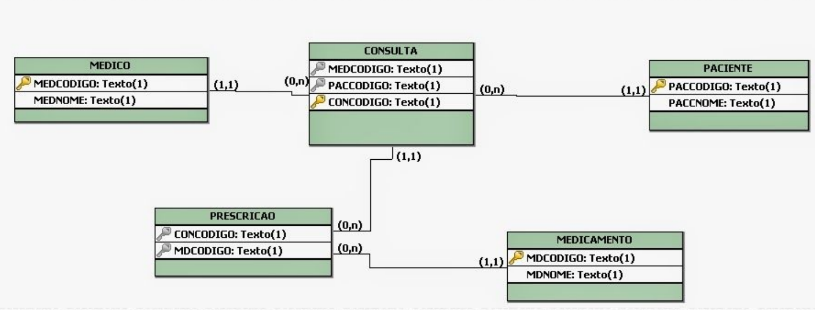 MEDICO
MEDCODIGO: Texto(1)
MEDNOME: Texto(1)
(1,1)
(0,n)
CONSULTA
MEDCODIGO: Texto(1)
PACCODIGO: Texto(1)
CONCODIGO: Texto(1)
(0,n)
(1,1)
PACIENTE
PACCODIGO: Texto(1)
PACCNOME: Texto(1)
(1,1)
PRESCRICAO
CONCODIGO: Texto(1)
MDCODIGO: Texto(1)
(0,n)
(0,n)
(1,1)
MEDICAMENTO
MDCODIGO: Texto(1)
MDNOME: Texto(1)